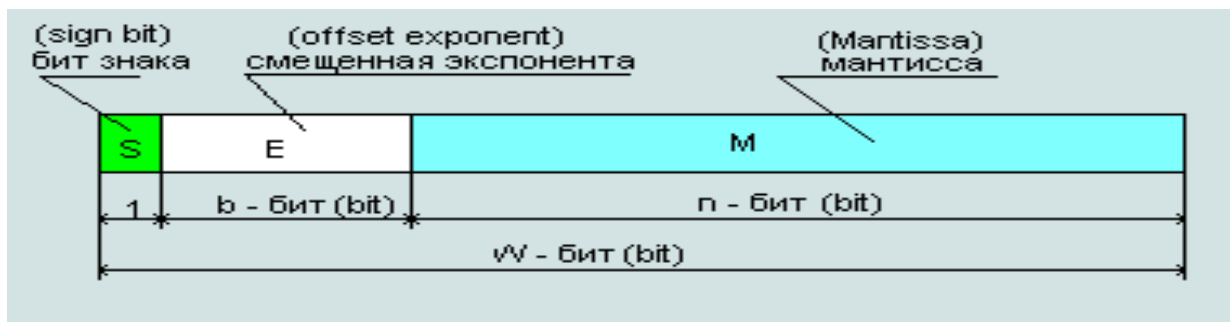 (sign bit)
бит знака
(offset exponent)
смещенная экспонента
(Mantissa)
мантисса
S
E
M
1
b - бит (bit)
n - бит (bit)
W - бит (bit)